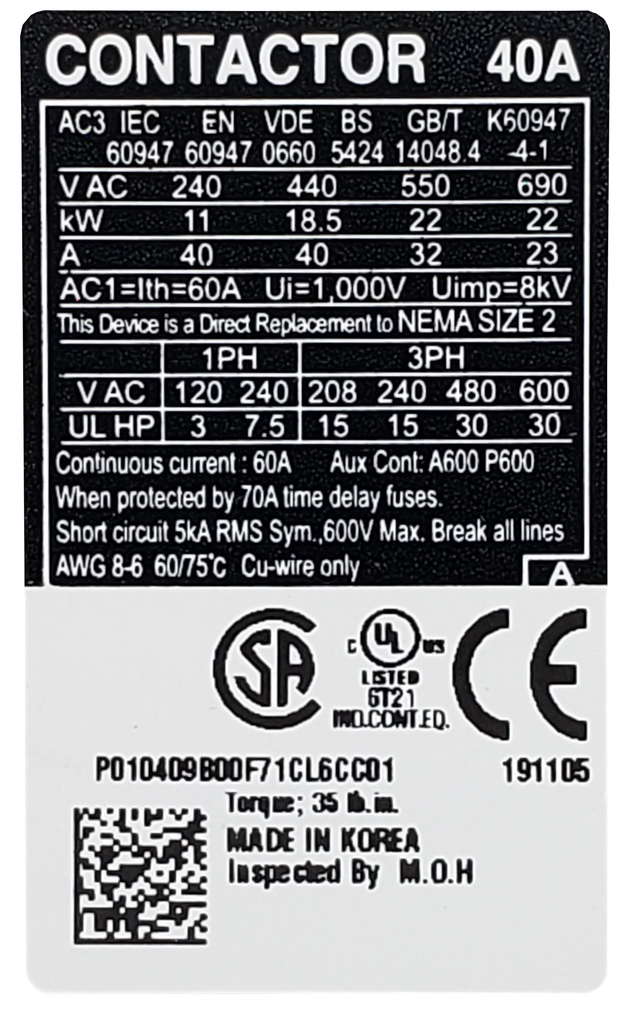 CONTACTOR 40A
AC3 IEC EN VDE BS GB/T K60947
60947 60947 0660 5424 14048.4 -4-1
V AC 240 440 550 690
kW 11 18.5 22 22
A 40 40 32 23
AC1=Ith=60A Ui=1,000V Uimp=8kV
This Device is a Direct Replacement to NEMA SIZE 2
1PH 3PH
V AC 120 240 208 240 480 600
UL HP 3 7.5 15 15 30 30
Continuous current : 60A Aux Cont: A600 P600
When protected by 70A time delay fuses.
Short circuit 5kA RMS Sym.,600V Max. Break all lines
AWG 8-6 60/75°C Cu-wire only
A
SA
C UL US CE
LISTED
6T21
IND.CONT.EQ.
P010409B00F71CL6CC01 191105
Torque; 35 lb.in.
MADE IN KOREA
Inspected By M.O.H